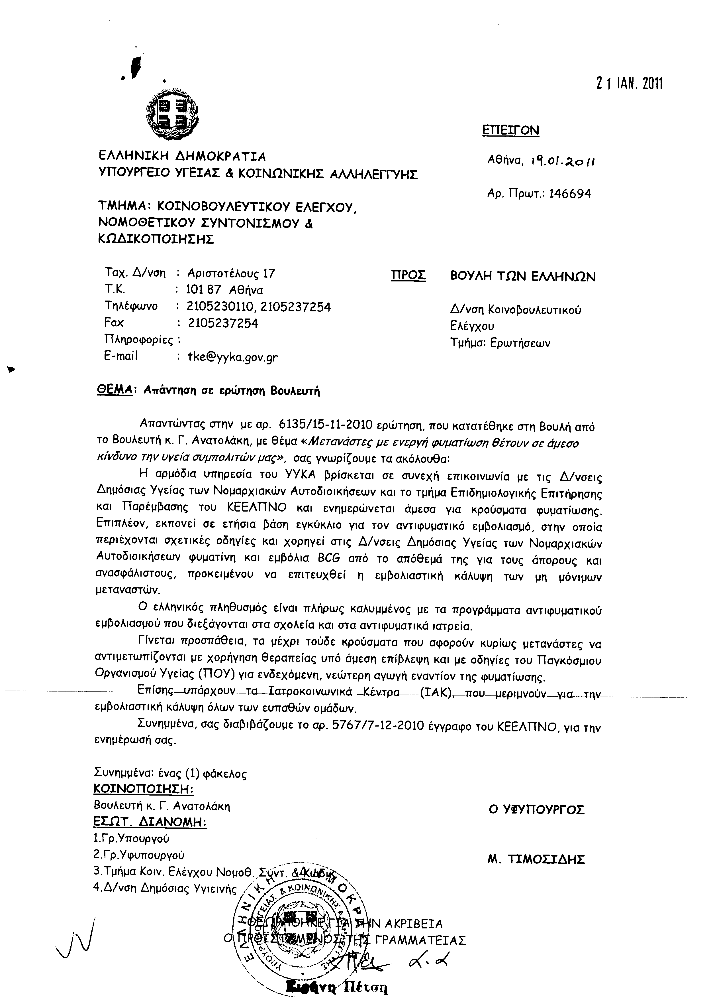 21 ΙΑΝ. 2011
ΕΠΕΙΓΟΝ
ΕΛΛΗΝΙΚΗ ΔΗΜΟΚΡΑΤΙΑ
ΥΠΟΥΡΓΕΙΟ ΥΓΕΙΑΣ & ΚΟΙΝΩΝΙΚΗΣ ΑΛΛΗΛΕΓΓΥΗΣ
Αθήνα, 19.01.2011
Αρ. Πρωτ.: 146694
ΤΜΗΜΑ: ΚΟΙΝΟΒΟΥΛΕΥΤΙΚΟΥ ΕΛΕΓΧΟΥ,
ΝΟΜΟΘΕΤΙΚΟΥ ΣΥΝΤΟΝΙΣΜΟΥ &
ΚΩΔΙΚΟΠΟΙΗΣΗΣ
Ταχ. Δ/νση : Αριστοτέλους 17
Τ.Κ. : 101 87 Αθήνα
Τηλέφωνο : 2105230110, 2105237254
Fax : 2105237254
Πληροφορίες :
E-mail : tke@yyka.gov.gr
ΠΡΟΣ ΒΟΥΛΗ ΤΩΝ ΕΛΛΗΝΩΝ
Δ/νση Κοινοβουλευτικού
Ελέγχου
Τμήμα: Ερωτήσεων
ΘΕΜΑ: Απάντηση σε ερώτηση Βουλευτή
Απαντώντας στην με αρ. 6135/15-11-2010 ερώτηση, που κατατέθηκε στη Βουλή από
το Βουλευτή κ. Γ. Ανατολάκη, με θέμα «Μετανάστες με ενεργή φυματίωση θέτουν σε άμεσο
κίνδυνο την υγεία συμπολιτών μας», σας γνωρίζουμε τα ακόλουθα:
Η αρμόδια υπηρεσία του ΥΥΚΑ βρίσκεται σε συνεχή επικοινωνία με τις Δ/νσεις
Δημόσιας Υγείας των Νομαρχιακών Αυτοδιοικήσεων και το τμήμα Επιδημιολογικής Επιτήρησης
και Παρέμβασης του ΚΕΕΛΠΝΟ και ενημερώνεται άμεσα για κρούσματα φυματίωσης.
Επιπλέον, εκπονεί σε ετήσια βάση εγκύκλιο για τον αντιφυματικό εμβολιασμό, στην οποία
περιέχονται σχετικές οδηγίες και χορηγεί στις Δ/νσεις Δημόσιας Υγείας των Νομαρχιακών
Αυτοδιοικήσεων φυματίνη και εμβόλια BCG από το απόθεμά της για τους άπορους και
ανασφάλιστους, προκειμένου να επιτευχθεί η εμβολιαστική κάλυψη των μη μόνιμων
μεταναστών.
Ο ελληνικός πληθυσμός είναι πλήρως καλυμμένος με τα προγράμματα αντιφυματικού
εμβολιασμού που διεξάγονται στα σχολεία και στα αντιφυματικά ιατρεία.
Γίνεται προσπάθεια, τα μέχρι τούδε κρούσματα που αφορούν κυρίως μετανάστες να
αντιμετωπίζονται με χορήγηση θεραπείας υπό άμεση επίβλεψη και με οδηγίες του Παγκόσμιου
Οργανισμού Υγείας (ΠΟΥ) για ενδεχόμενη, νεώτερη αγωγή εναντίον της φυματίωσης.
Επίσης υπάρχουν τα Ιατροκοινωνικά Κέντρα (ΙΑΚ), που μεριμνούν για την
εμβολιαστική κάλυψη όλων των ευπαθών ομάδων.
Συνημμένα, σας διαβιβάζουμε το αρ. 5767/7-12-2010 έγγραφο του ΚΕΕΛΠΝΟ, για την
ενημέρωσή σας.
Συνημμένα: ένας (1) φάκελος
ΚΟΙΝΟΠΟΙΗΣΗ:
Βουλευτή κ. Γ. Ανατολάκη
ΕΣΩΤ. ΔΙΑΝΟΜΗ:
1.Γρ.Υπουργού
2.Γρ.Υφυπουργού
3.Τμήμα Κοιν. Ελέγχου Νομοθ. Συντ. & Κωδικ
4.Δ/νση Δημόσιας Υγιεινής
Ο ΥΦΥΠΟΥΡΓΟΣ
Μ. ΤΙΜΟΣΙΔΗΣ
ΕΛΛΗΝΙΚΗ ΔΗΜΟΚΡΑΤΙΑ
ΥΠΟΥΡΓΕΙΟ ΥΓΕΙΑΣ & ΚΟΙΝΩΝΙΚΗΣ ΑΛΛΗΛΕΓΓΥΗΣ
ΘΕΩΡΗΘΗΚΕ ΓΙΑ ΤΗΝ ΑΚΡΙΒΕΙΑ
Ο ΠΡΟΪΣΤΑΜΕΝΟΣ ΤΗΣ ΓΡΑΜΜΑΤΕΙΑΣ
α.α
Ειρήνη Πέτση